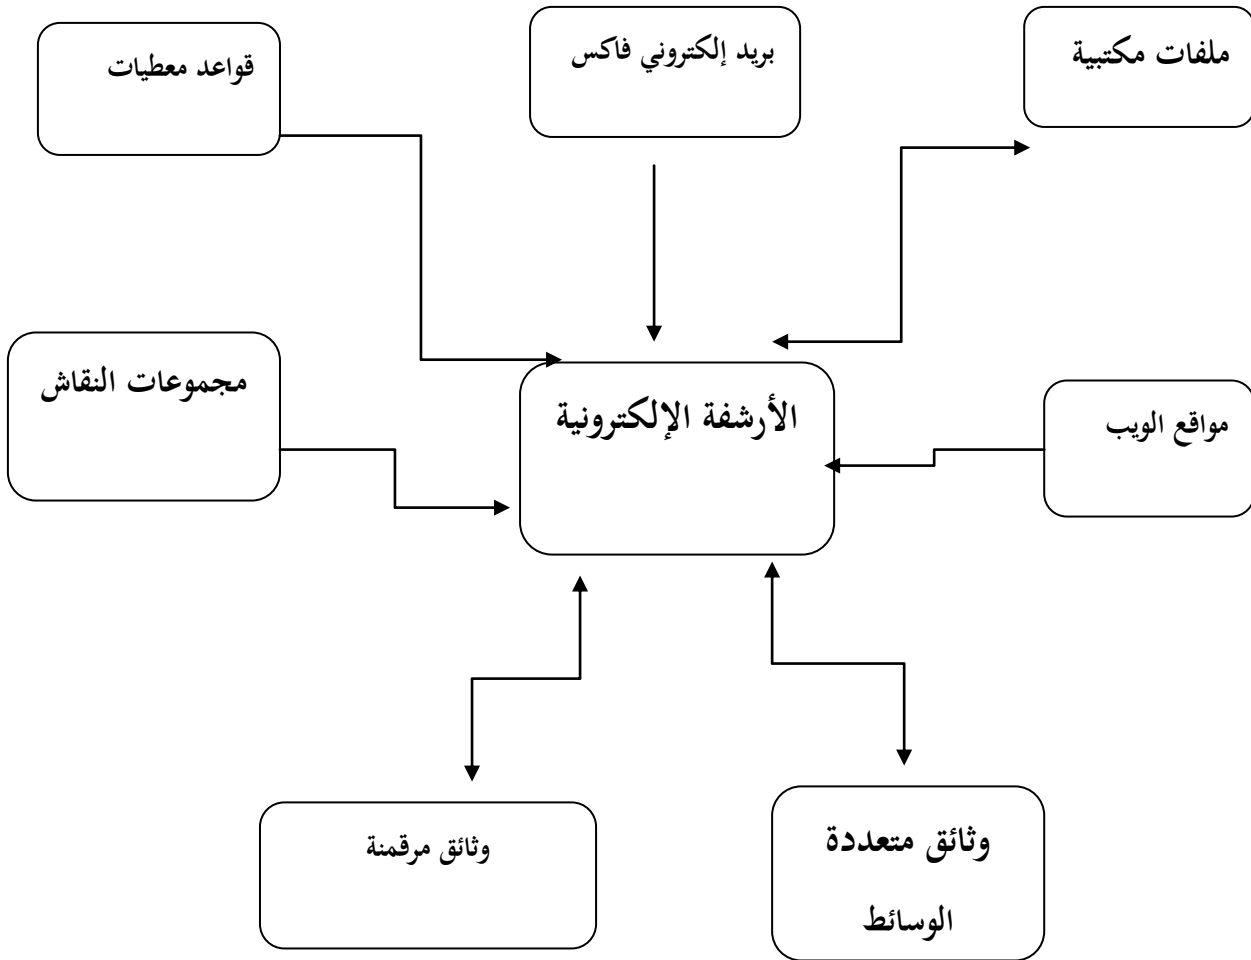 ملفات مكتبية
بريد إلكتروني فاكس
قواعد معطيات
الأرشفة الإلكترونية
مواقع الويب
مجموعات النقاش
وثائق متعددة
الوسائط
وثائق مرقمنة